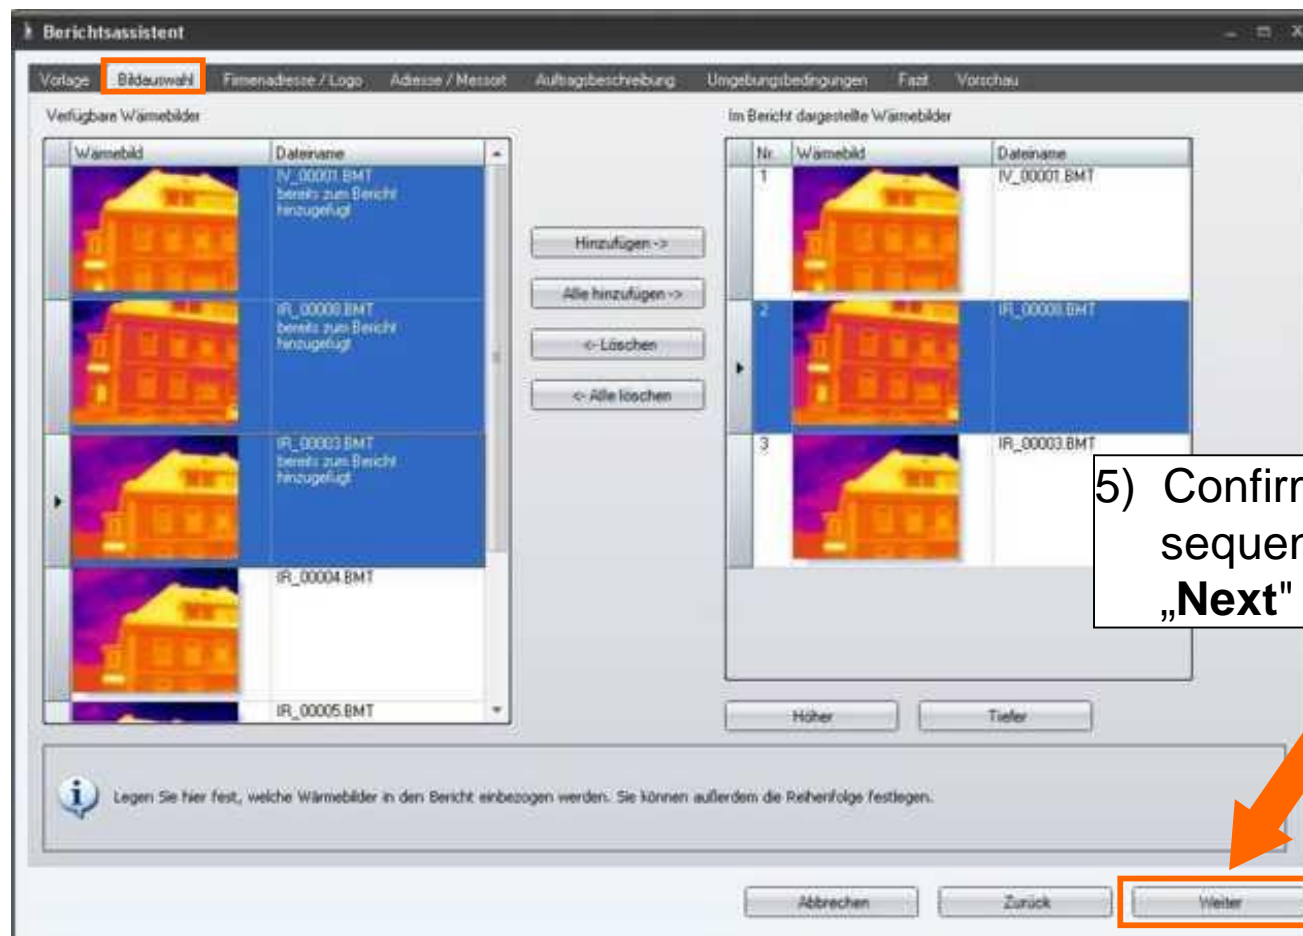 Berichtsassistent
Vorlage Bildauswahl Firmenadresse / Logo Adresse / Messort Auftragsbeschreibung Umgebungsbedingungen Fazit Vorschau
Verfügbare Wärmebilder
Wärmebild Dateiname
IV_00001.BMT
bereits zum Bericht
hinzugefügt
IR_00000.BMT
bereits zum Bericht
hinzugefügt
IR_00003.BMT
bereits zum Bericht
hinzugefügt
IR_00004.BMT
IR_00005.BMT
Hinzufügen ->
Alle hinzufügen ->
<- Löschen
<- Alle löschen
Im Bericht dargestellte Wärmebilder
Nr. Wärmebild Dateiname
1 IV_00001.BMT
2 IR_00000.BMT
3 IR_00003.BMT
5) Confir
sequen
„Next"
Höher Tiefer
Legen Sie hier fest, welche Wärmebilder in den Bericht einbezogen werden. Sie können außerdem die Reihenfolge festlegen.
Abbrechen Zurück Weiter